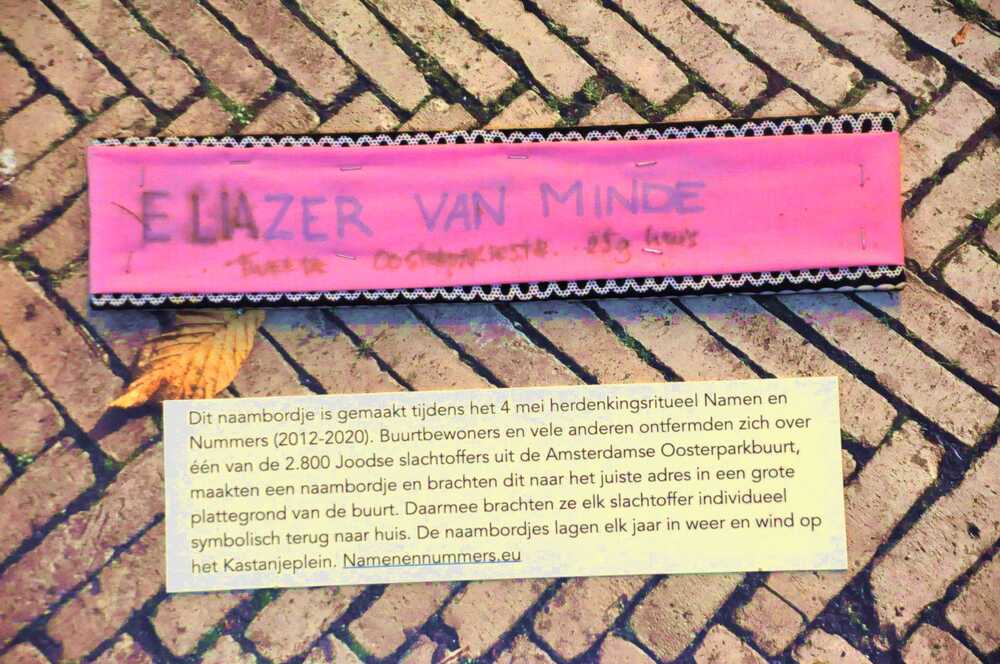 ELIAZER VAN MINDE
TWEEDE Oosterparkstr. 259 huis
Dit naambordje is gemaakt tijdens het 4 mei herdenkingsritueel Namen en
Nummers (2012-2020). Buurtbewoners en vele anderen ontfermden zich over
één van de 2.800 Joodse slachtoffers uit de Amsterdamse Oosterparkbuurt,
maakten een naambordje en brachten dit naar het juiste adres in een grote
plattegrond van de buurt. Daarmee brachten ze elk slachtoffer individueel
symbolisch terug naar huis. De naambordjes lagen elk jaar in weer en wind op
het Kastanjeplein. Namenennummers.eu